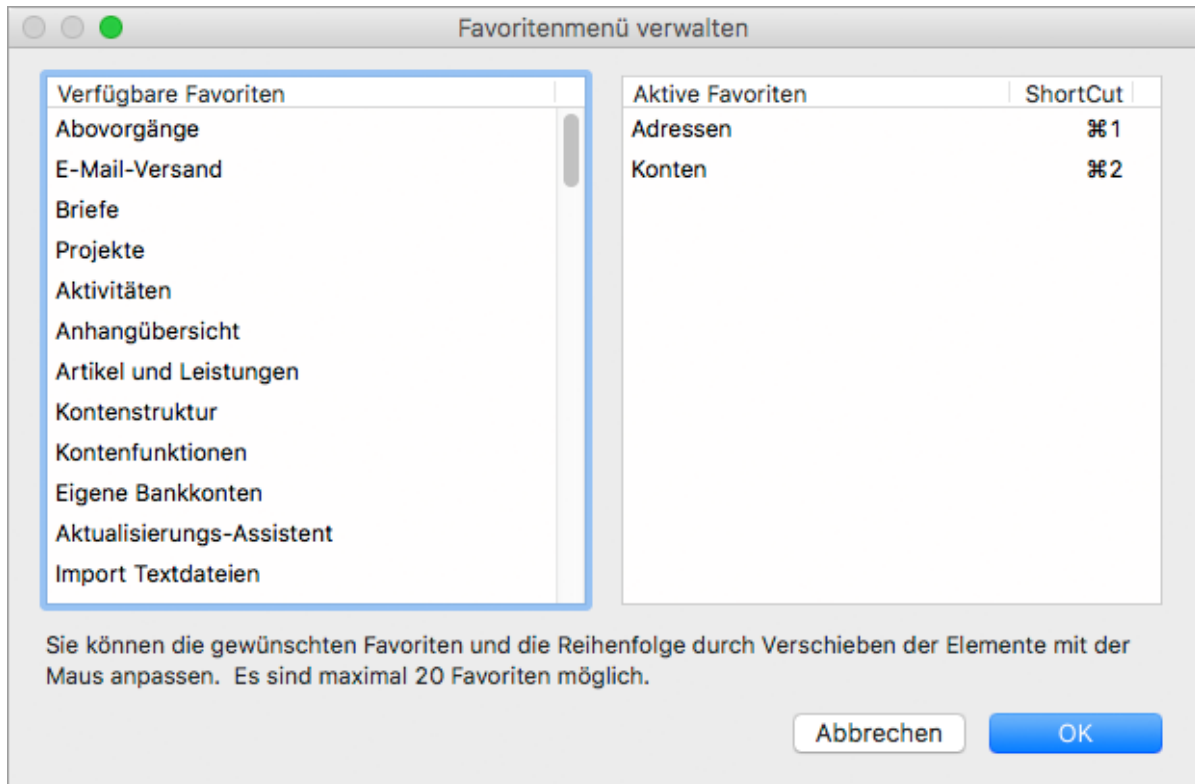 Favoritenmenü verwalten
Verfügbare Favoriten
Abovorgänge
E-Mail-Versand
Briefe
Projekte
Aktivitäten
Anhangübersicht
Artikel und Leistungen
Kontenstruktur
Kontenfunktionen
Eigene Bankkonten
Aktualisierungs-Assistent
Import Textdateien
Aktive Favoriten ShortCut
Adressen ⌘1
Konten ⌘2
Sie können die gewünschten Favoriten und die Reihenfolge durch Verschieben der Elemente mit der
Maus anpassen.  Es sind maximal 20 Favoriten möglich.
Abbrechen OK